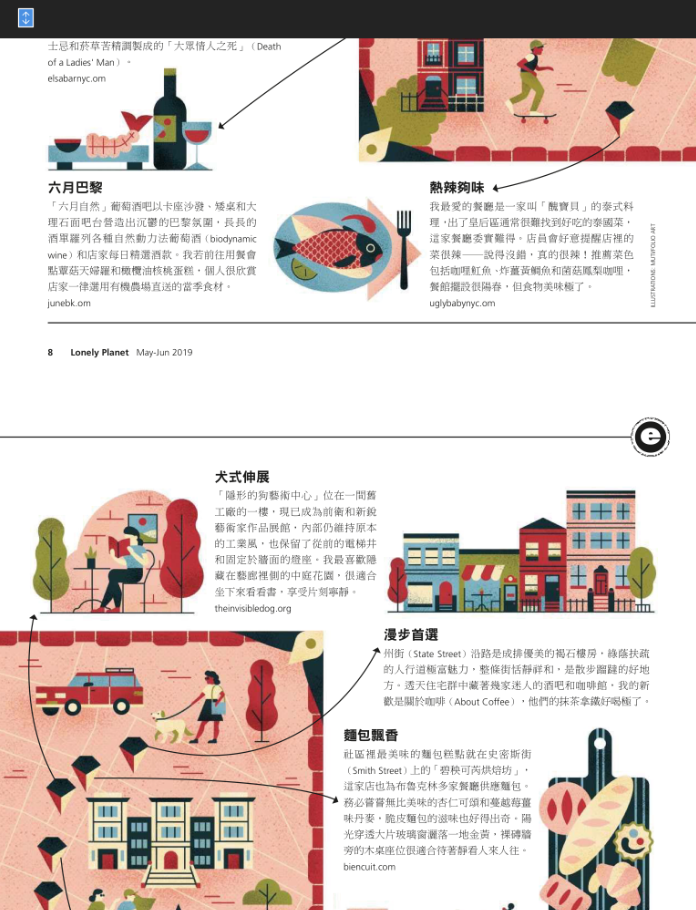 士忌和菸草苦精調製成的「大眾情人之死」（Death
of a Ladies' Man）。
elsabarnyc.om
六月巴黎
「六月自然」葡萄酒吧以卡座沙發、矮桌和大
理石面吧台營造出沉鬱的巴黎氛圍，長長的
酒單羅列各種自然動力法葡萄酒（biodynamic
wine）和店家每日精選酒款。我若前往用餐會
點蕈菇天婦羅和橄欖油核桃蛋糕，個人很欣賞
店家一律選用有機農場直送的當季食材。
junebk.om
熱辣夠味
我最愛的餐廳是一家叫「醜寶貝」的泰式料
理，出了皇后區通常很難找到好吃的泰國菜，
這家餐廳委實難得。店員會好意提醒店裡的
菜很辣——說得沒錯，真的很辣！推薦菜色
包括咖哩魟魚、炸薑黃鯛魚和菌菇鳳梨咖哩，
餐館擺設很陽春，但食物美味極了。
uglybabynyc.om
ILLUSTRATIONS: MUTI/FOLIO ART
8 Lonely Planet May-Jun 2019
e
犬式伸展
「隱形的狗藝術中心」位在一間舊
工廠的一樓，現已成為前衛和新銳
藝術家作品展館，內部仍維持原本
的工業風，也保留了從前的電梯井
和固定於牆面的燈座。我最喜歡隱
藏在藝廊裡側的中庭花園，很適合
坐下來看看書，享受片刻寧靜。
theinvisibledog.org
漫步首選
州街（State Street）沿路是成排優美的褐石樓房，綠蔭扶疏
的人行道極富魅力，整條街恬靜祥和，是散步蹓躂的好地
方。透天住宅群中藏著幾家迷人的酒吧和咖啡館，我的新
歡是關於咖啡（About Coffee），他們的抹茶拿鐵好喝極了。
麵包飄香
社區裡最美味的麵包糕點就在史密斯街
（Smith Street）上的「碧秧可芮烘焙坊」，
這家店也為布魯克林多家餐廳供應麵包。
務必嘗嘗無比美味的杏仁可頌和蔓越莓薑
味丹麥，脆皮麵包的滋味也好得出奇。陽
光穿透大片玻璃窗灑落一地金黃，裸磚牆
旁的木桌座位很適合待著靜看人來人往。
biencuit.com